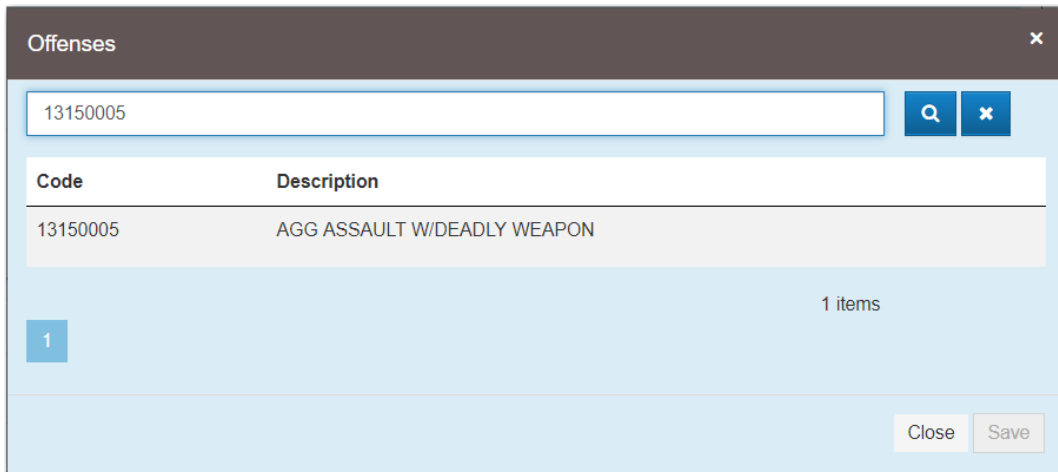 Offenses
13150005
Code Description
13150005 AGG ASSAULT W/DEADLY WEAPON
1 items
1
Close Save